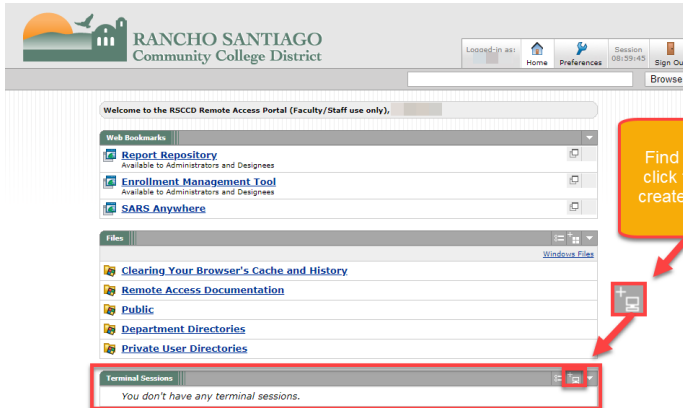 RANCHO SANTIAGO
Community College District
Logged-in as:
Home
Preferences
Session
08:59:45
Sign Ou
Browse
Welcome to the RSCCD Remote Access Portal (Faculty/Staff use only),
Web Bookmarks
Report Repository
Available to Administrators and Designees
Enrollment Management Tool
Available to Administrators and Designees
SARS Anywhere
Find
click
create
Files
Windows Files
Clearing Your Browser's Cache and History
Remote Access Documentation
Public
Department Directories
Private User Directories
Terminal Sessions
You don't have any terminal sessions.